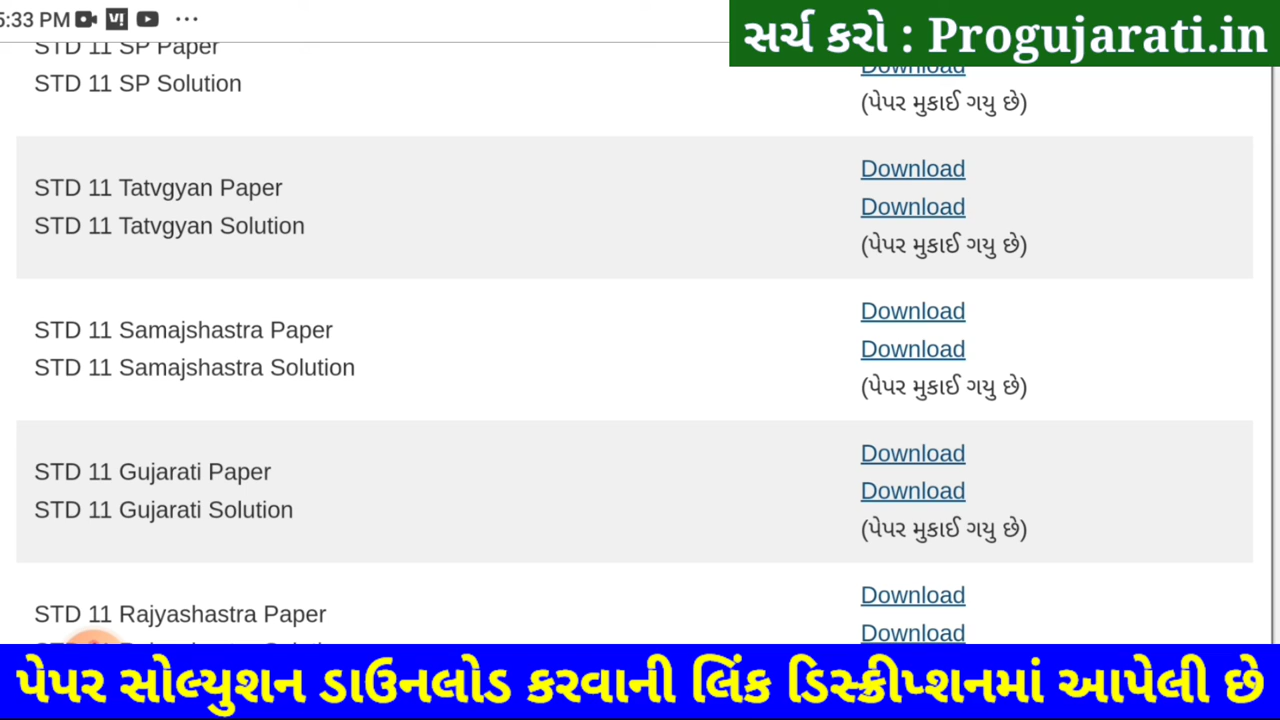 5:33 PM
સર્ચ કરો : Progujarati.in
STD 11 SP Paper
Download
STD 11 SP Solution
(પેપર મુકાઈ ગયુ છે)
STD 11 Tatvgyan Paper
Download
STD 11 Tatvgyan Solution
Download
(પેપર મુકાઈ ગયુ છે)
STD 11 Samajshastra Paper
Download
STD 11 Samajshastra Solution
Download
(પેપર મુકાઈ ગયુ છે)
STD 11 Gujarati Paper
Download
STD 11 Gujarati Solution
Download
(પેપર મુકાઈ ગયુ છે)
STD 11 Rajyashastra Paper
Download
Download
પેપર સોલ્યુશન ડાઉનલોડ કરવાની લિંક ડિસ્ક્રીપ્શનમાં આપેલી છે